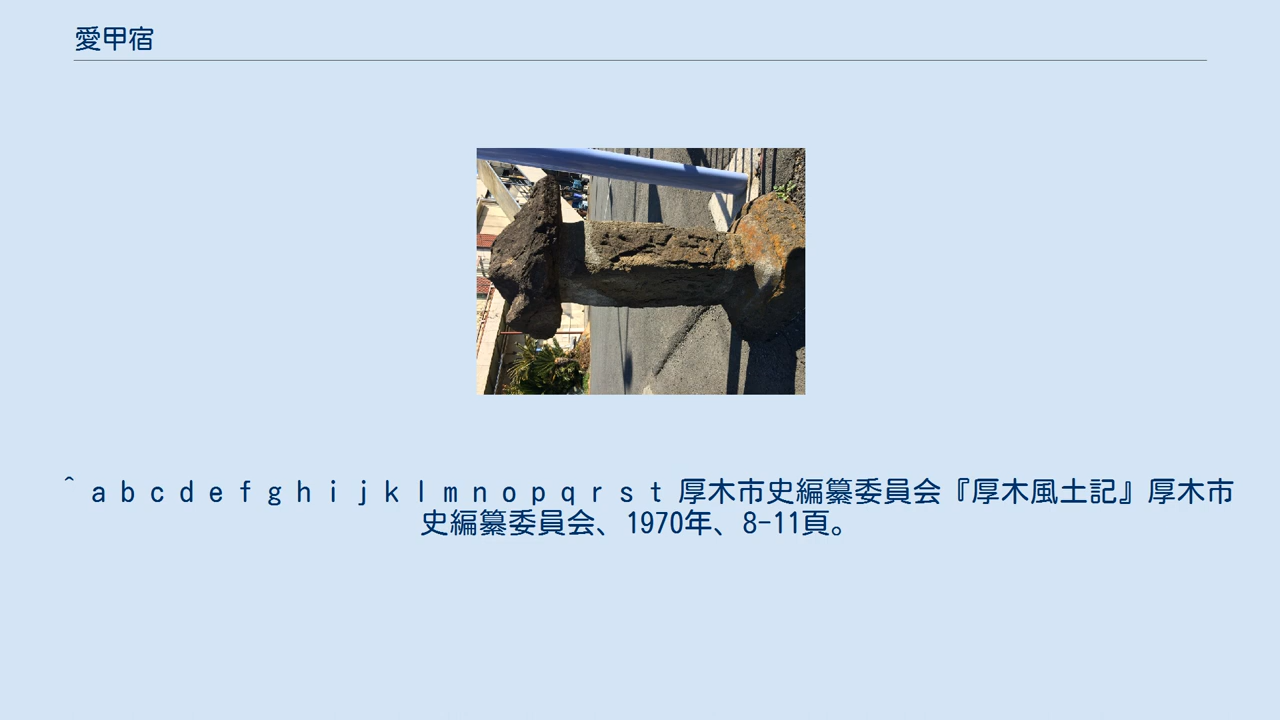 愛甲宿
^ a b c d e f g h i j k l m n o p q r s t 厚木市史編纂委員会『厚木風土記』厚木市
史編纂委員会、1970年、8-11頁。